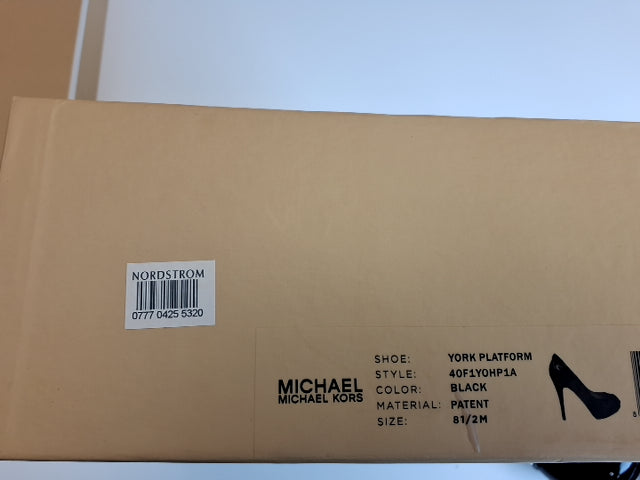 NORDSTROM
0777 0425 5320
MICHAEL
MICHAEL KORS
SHOE: YORK PLATFORM
STYLE: 40F1YOHP1A
COLOR: BLACK
MATERIAL: PATENT
SIZE: 81/2M